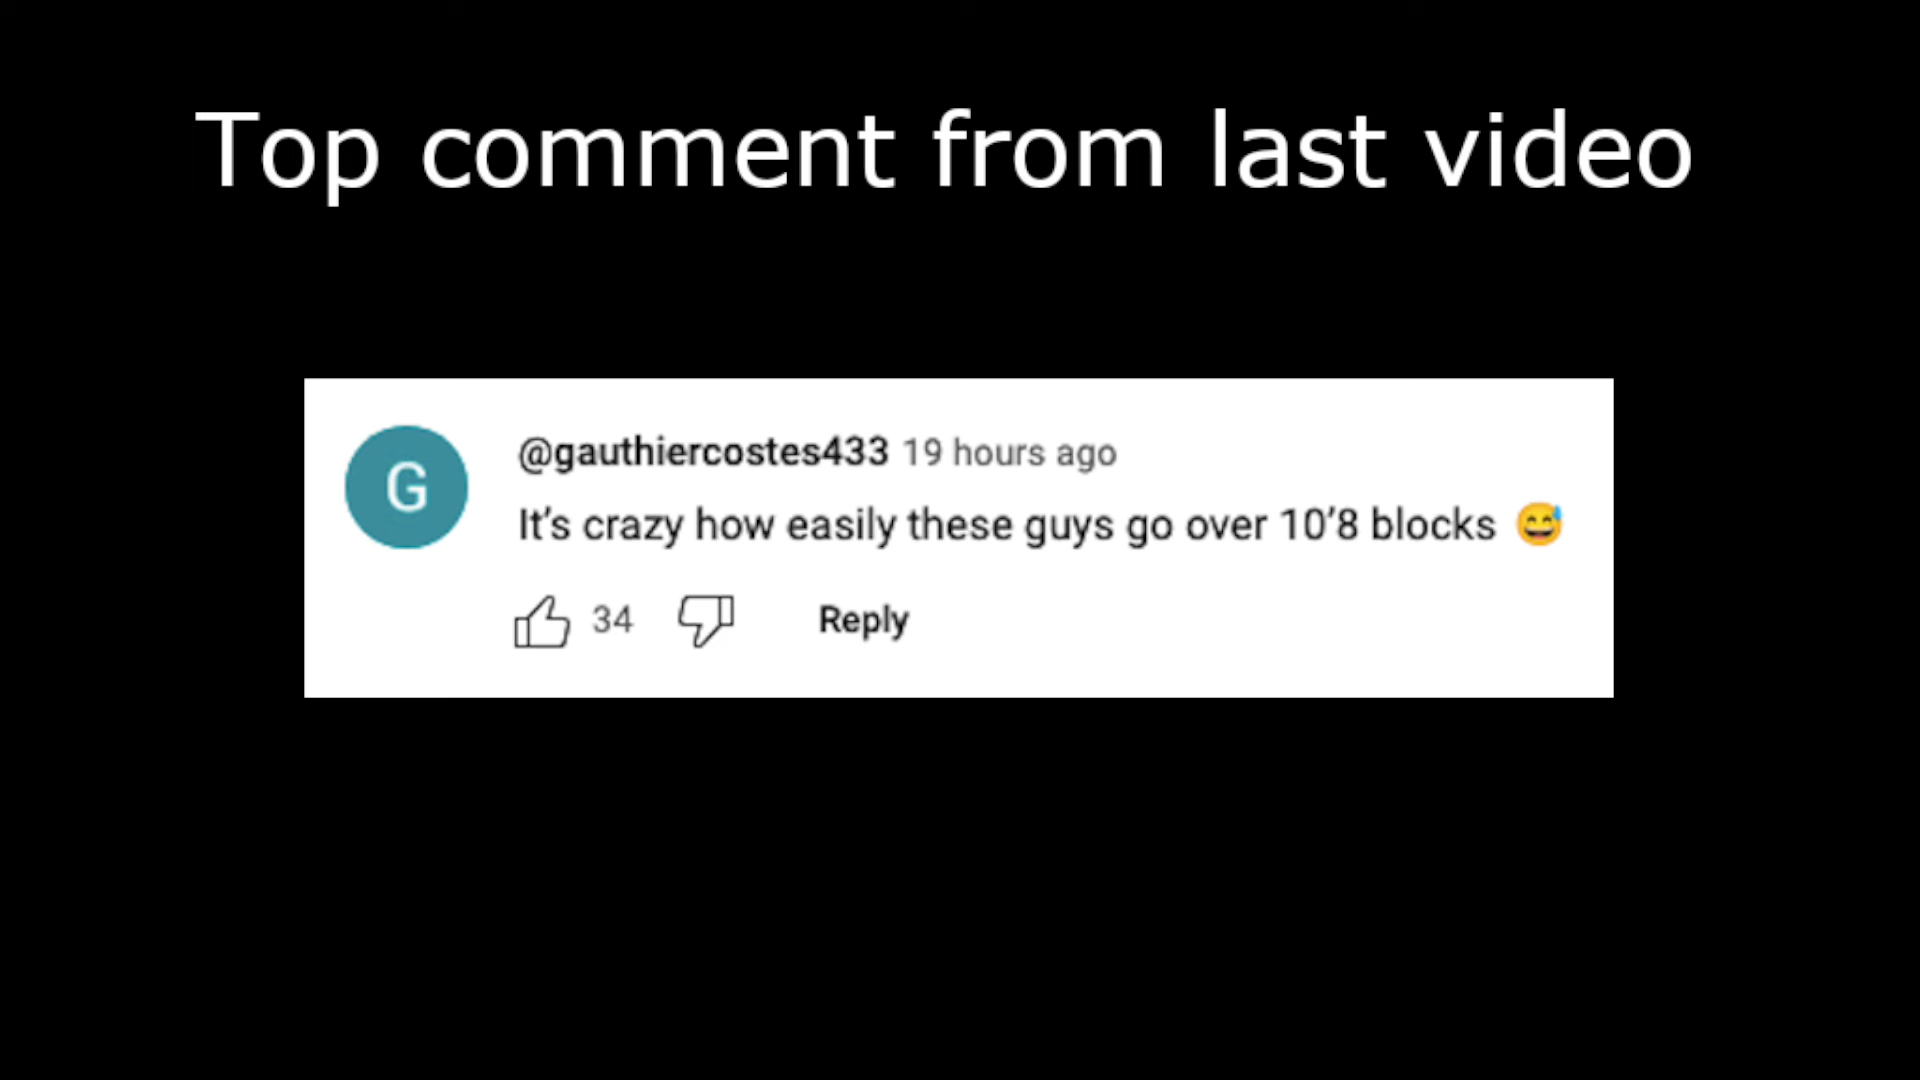 Top comment from last video
G
@gauthiercostes433 19 hours ago
It’s crazy how easily these guys go over 10’8 blocks 😅
34 Reply